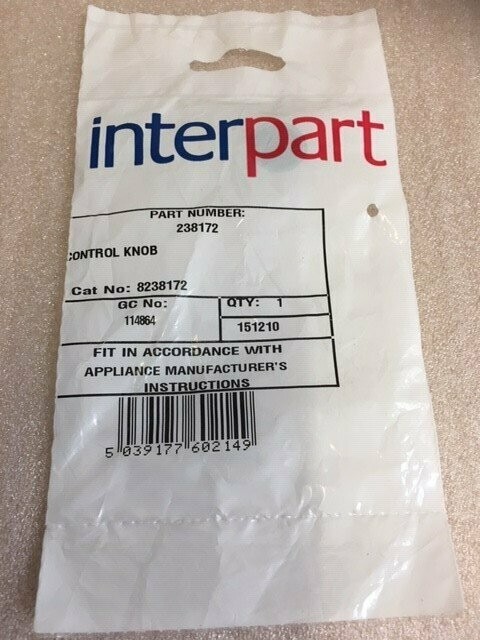 interpart
PART NUMBER:
238172
CONTROL KNOB
Cat No: 8238172
GC No:
114864
QTY: 1
151210
FIT IN ACCORDANCE WITH
APPLIANCE MANUFACTURER'S
INSTRUCTIONS
5 039177 602149